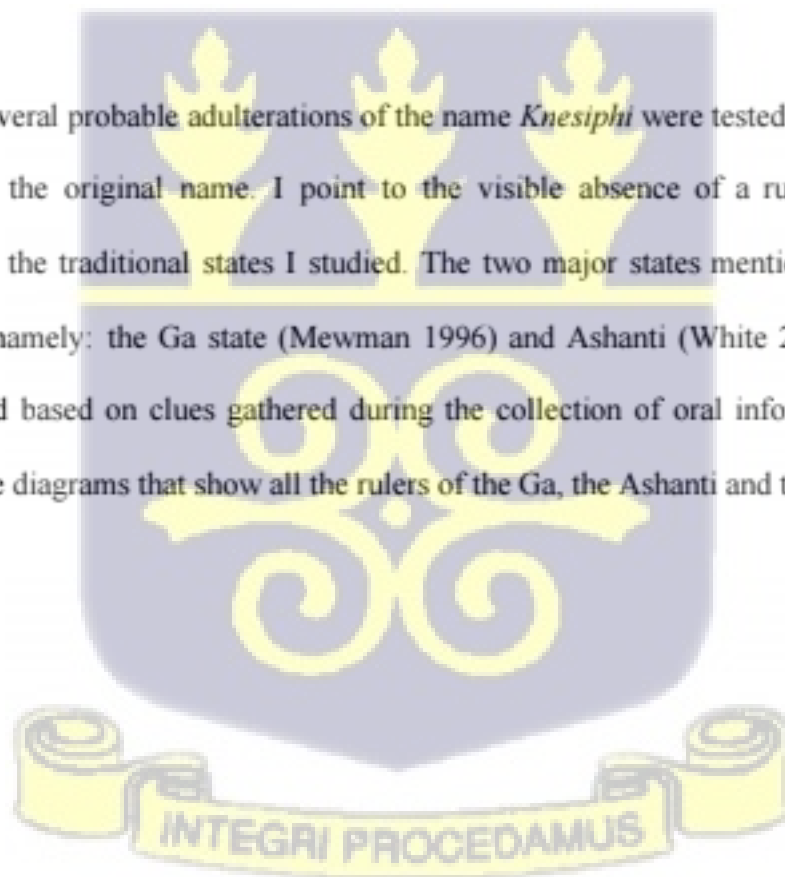 veral probable adulterations of the name Knesiphi were tested
the original name. I point to the visible absence of a ru
the traditional states I studied. The two major states menti
namely: the Ga state (Mewman 1996) and Ashanti (White 2
d based on clues gathered during the collection of oral info
e diagrams that show all the rulers of the Ga, the Ashanti and t
INTEGRI PROCEDAMUS